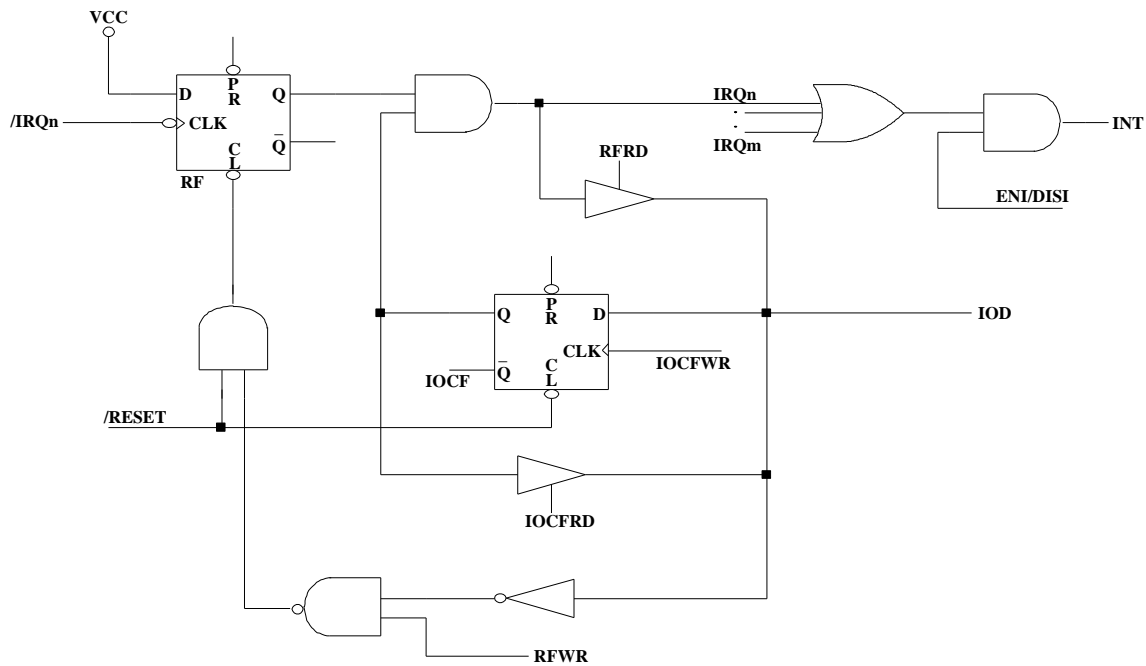 VCC
D
P
R
Q
/IRQn
CLK
C
L
Q
RF
IRQn
.
.
IRQm
INT
RFRD
ENI/DISI
Q
P
R
D
IOD
CLK
IOCFWR
IOCF
Q
C
L
/RESET
IOCFRD
RFWR